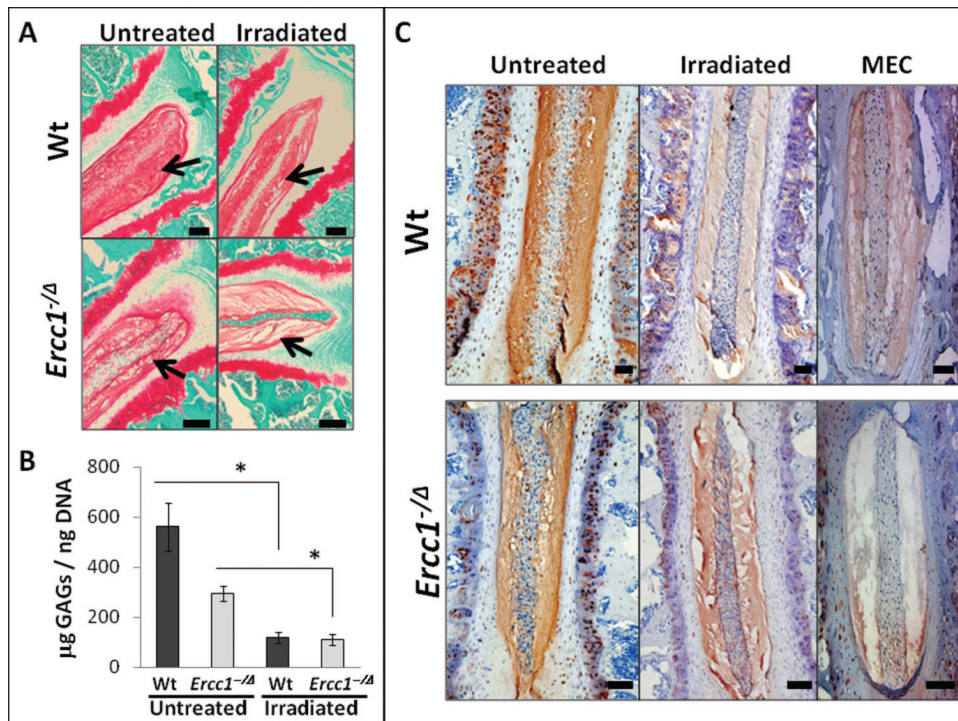 A
Untreated Irradiated
Wt
Ercc1-/Δ
B
800
600
400
200
0
µg GAGs / ng DNA
*
*
Wt Ercc1-/Δ Wt Ercc1-/Δ
Untreated Irradiated
C
Untreated Irradiated MEC
Wt
Ercc1-/Δ